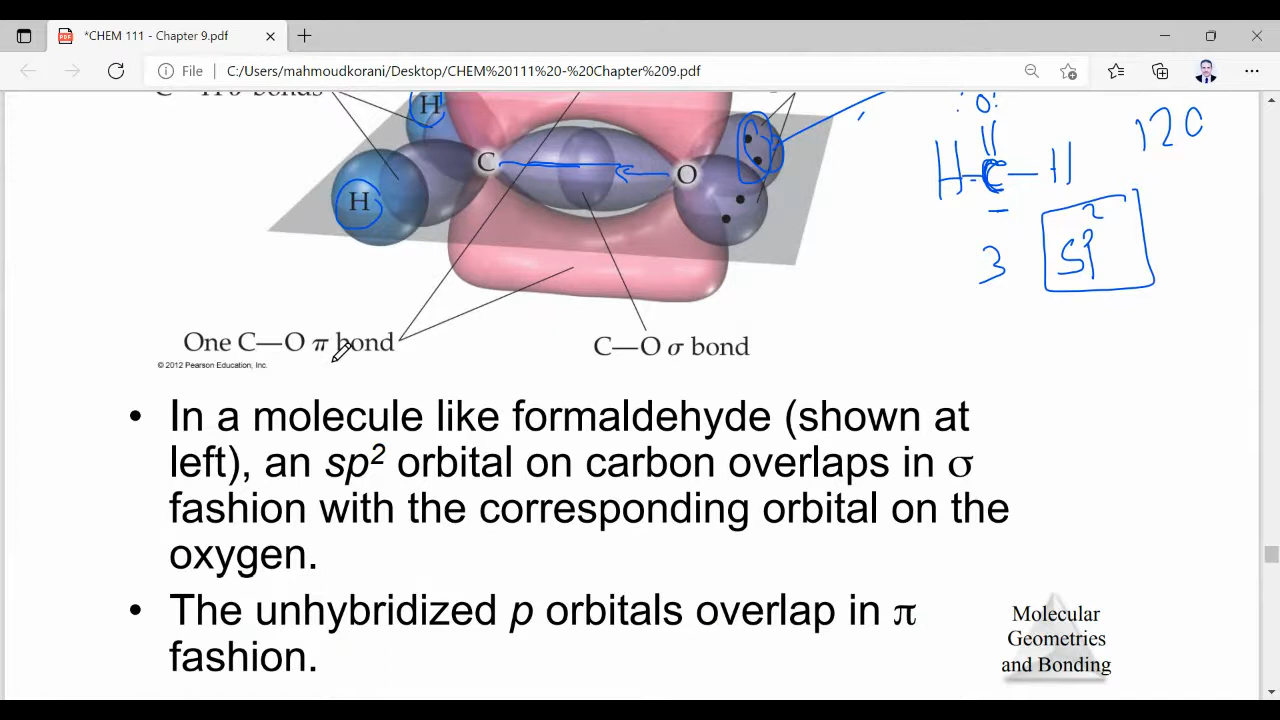 *CHEM 111 - Chapter 9.pdf
File C:/Users/mahmoudkorani/Desktop/CHEM%20111%20-%20Chapter%209.pdf
bonds
H
:O:
120
H C H
C
O
H
3
sp²
One C—O π bond
C—O σ bond
© 2012 Pearson Education, Inc.
• In a molecule like formaldehyde (shown at
left), an sp² orbital on carbon overlaps in σ
fashion with the corresponding orbital on the
oxygen.
• The unhybridized p orbitals overlap in π
fashion.
Molecular
Geometries
and Bonding